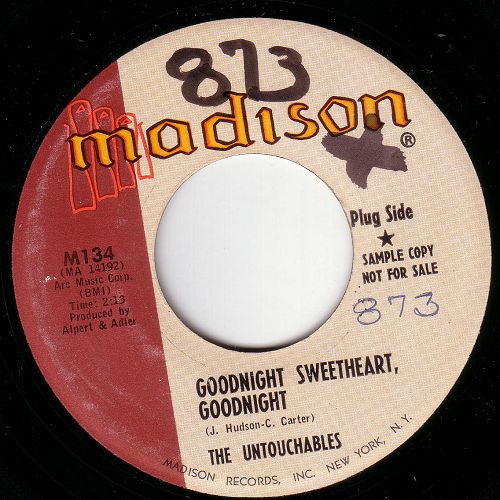 873
madison
®
Plug Side
★
SAMPLE COPY
NOT FOR SALE
873
M134
(MA 14192)
Arc Music Corp.
(BMI)
Time: 2:13
Produced by
Alpert & Adler
GOODNIGHT SWEETHEART,
GOODNIGHT
(J. Hudson-C. Carter)
THE UNTOUCHABLES
MADISON RECORDS, INC. NEW YORK, N.Y.